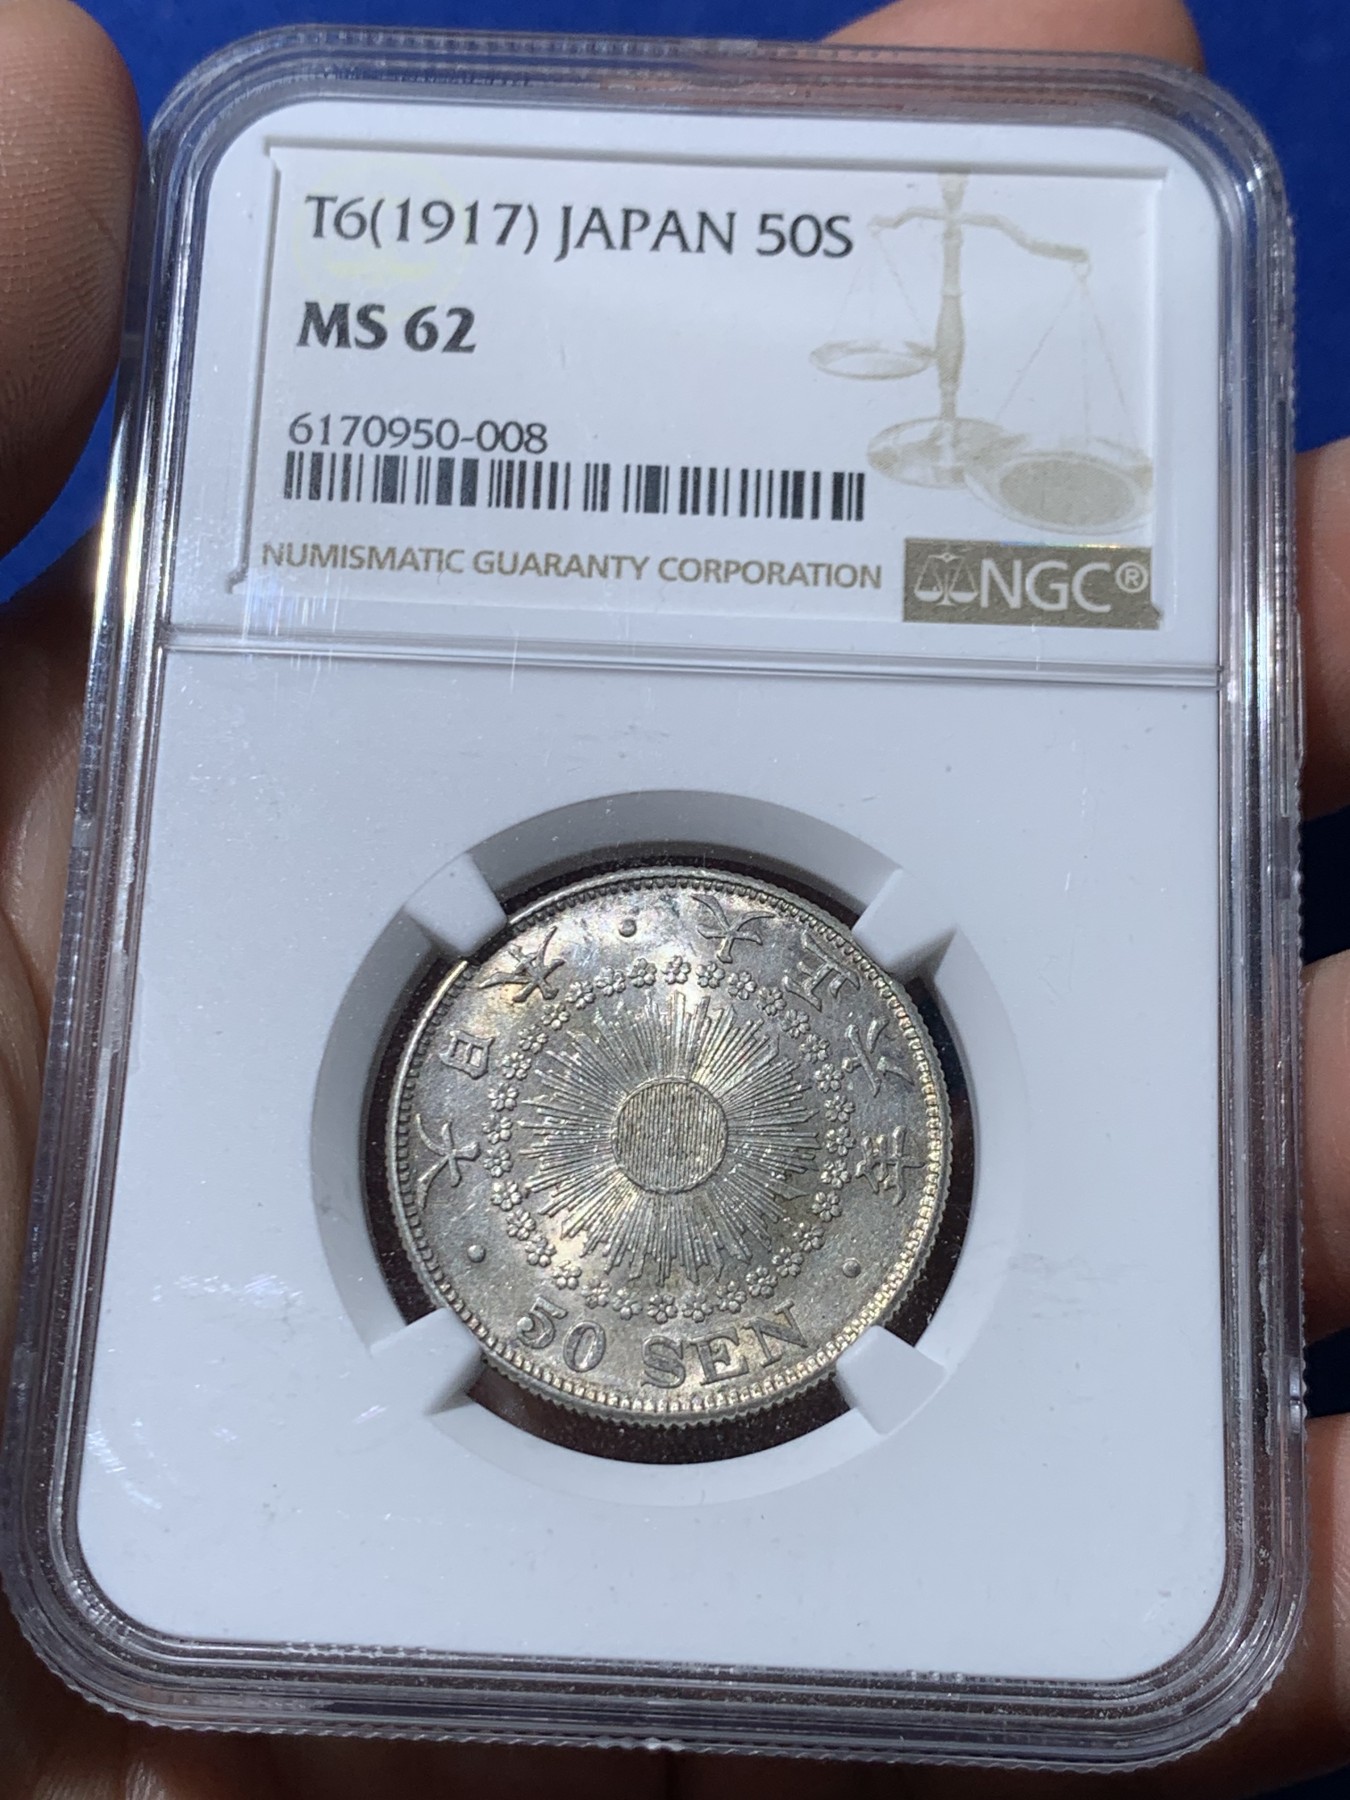 T6(1917) JAPAN 50S
MS 62
6170950-008
NUMISMATIC GUARANTY CORPORATION
NGC®
大日本・大正六年・
50 SEN